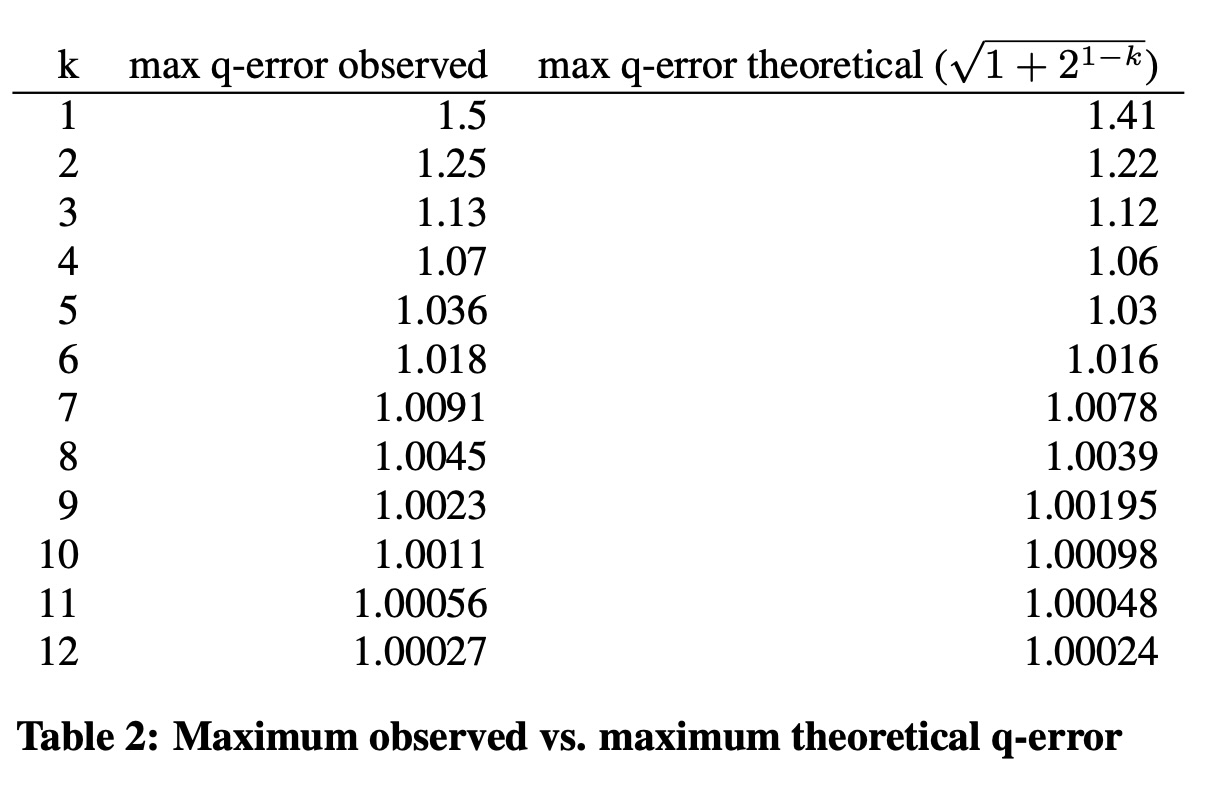 k max q-error observed max q-error theoretical (√1 + 2^{1−k})
1 1.5 1.41
2 1.25 1.22
3 1.13 1.12
4 1.07 1.06
5 1.036 1.03
6 1.018 1.016
7 1.0091 1.0078
8 1.0045 1.0039
9 1.0023 1.00195
10 1.0011 1.00098
11 1.00056 1.00048
12 1.00027 1.00024
Table 2: Maximum observed vs. maximum theoretical q-error